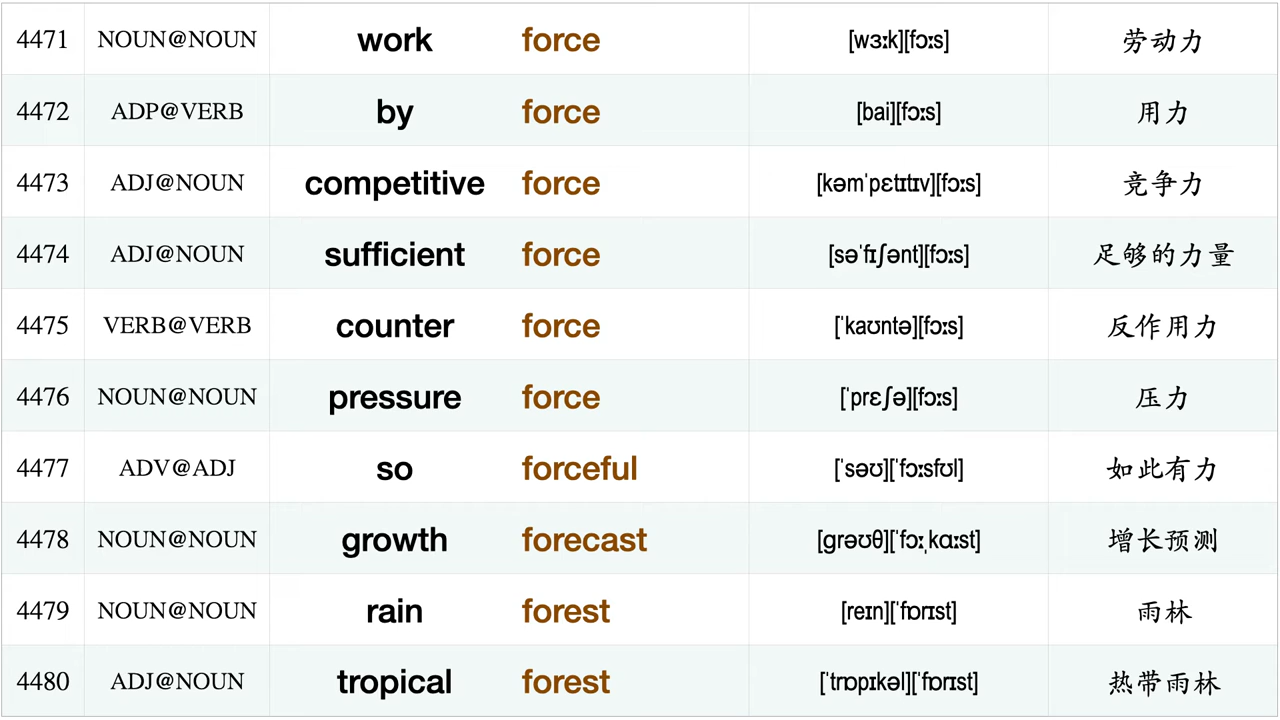 4471 NOUN@NOUN work force [wɜːk][fɔːs] 劳动力
4472 ADP@VERB by force [bai][fɔːs] 用力
4473 ADJ@NOUN competitive force [kəmˈpɛtɪtɪv][fɔːs] 竞争力
4474 ADJ@NOUN sufficient force [səˈfɪʃənt][fɔːs] 足够的力量
4475 VERB@VERB counter force [ˈkaʊntə][fɔːs] 反作用力
4476 NOUN@NOUN pressure force [ˈprɛʃə][fɔːs] 压力
4477 ADV@ADJ so forceful [ˈsəʊ][ˈfɔːsfʊl] 如此有力
4478 NOUN@NOUN growth forecast [grəʊθ][ˈfɔːˌkɑːst] 增长预测
4479 NOUN@NOUN rain forest [reɪn][ˈfɒrɪst] 雨林
4480 ADJ@NOUN tropical forest [ˈtrɒpɪkəl][ˈfɒrɪst] 热带雨林